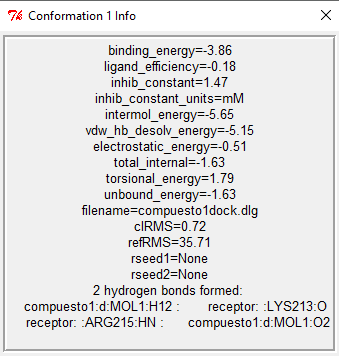 Conformation 1 Info
binding_energy=-3.86
ligand_efficiency=-0.18
inhib_constant=1.47
inhib_constant_units=mM
intermol_energy=-5.65
vdw_hb_desolv_energy=-5.15
electrostatic_energy=-0.51
total_internal=-1.63
torsional_energy=1.79
unbound_energy=-1.63
filename=compuesto1dock.dlg
clRMS=0.72
refRMS=35.71
rseed1=None
rseed2=None
2 hydrogen bonds formed:
compuesto1:d:MOL1:H12 : receptor: :LYS213:O
receptor: :ARG215:HN : compuesto1:d:MOL1:O2